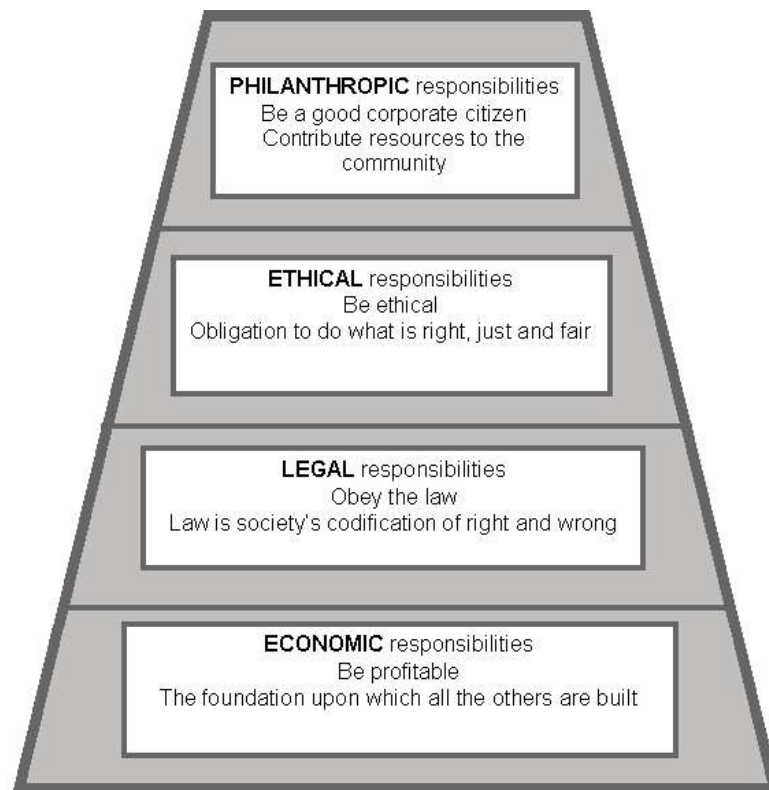 PHILANTHROPIC responsibilities
Be a good corporate citizen
Contribute resources to the
community
ETHICAL responsibilities
Be ethical
Obligation to do what is right, just and fair
LEGAL responsibilities
Obey the law
Law is society's codification of right and wrong
ECONOMIC responsibilities
Be profitable
The foundation upon which all the others are built